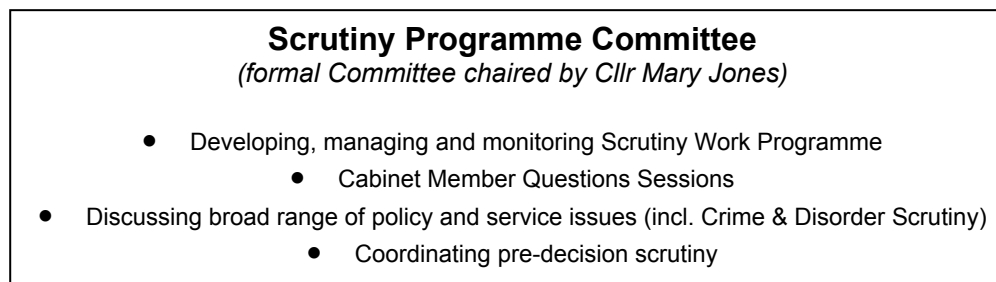 Scrutiny Programme Committee
(formal Committee chaired by Cllr Mary Jones)
● Developing, managing and monitoring Scrutiny Work Programme
● Cabinet Member Questions Sessions
● Discussing broad range of policy and service issues (incl. Crime & Disorder Scrutiny)
● Coordinating pre-decision scrutiny